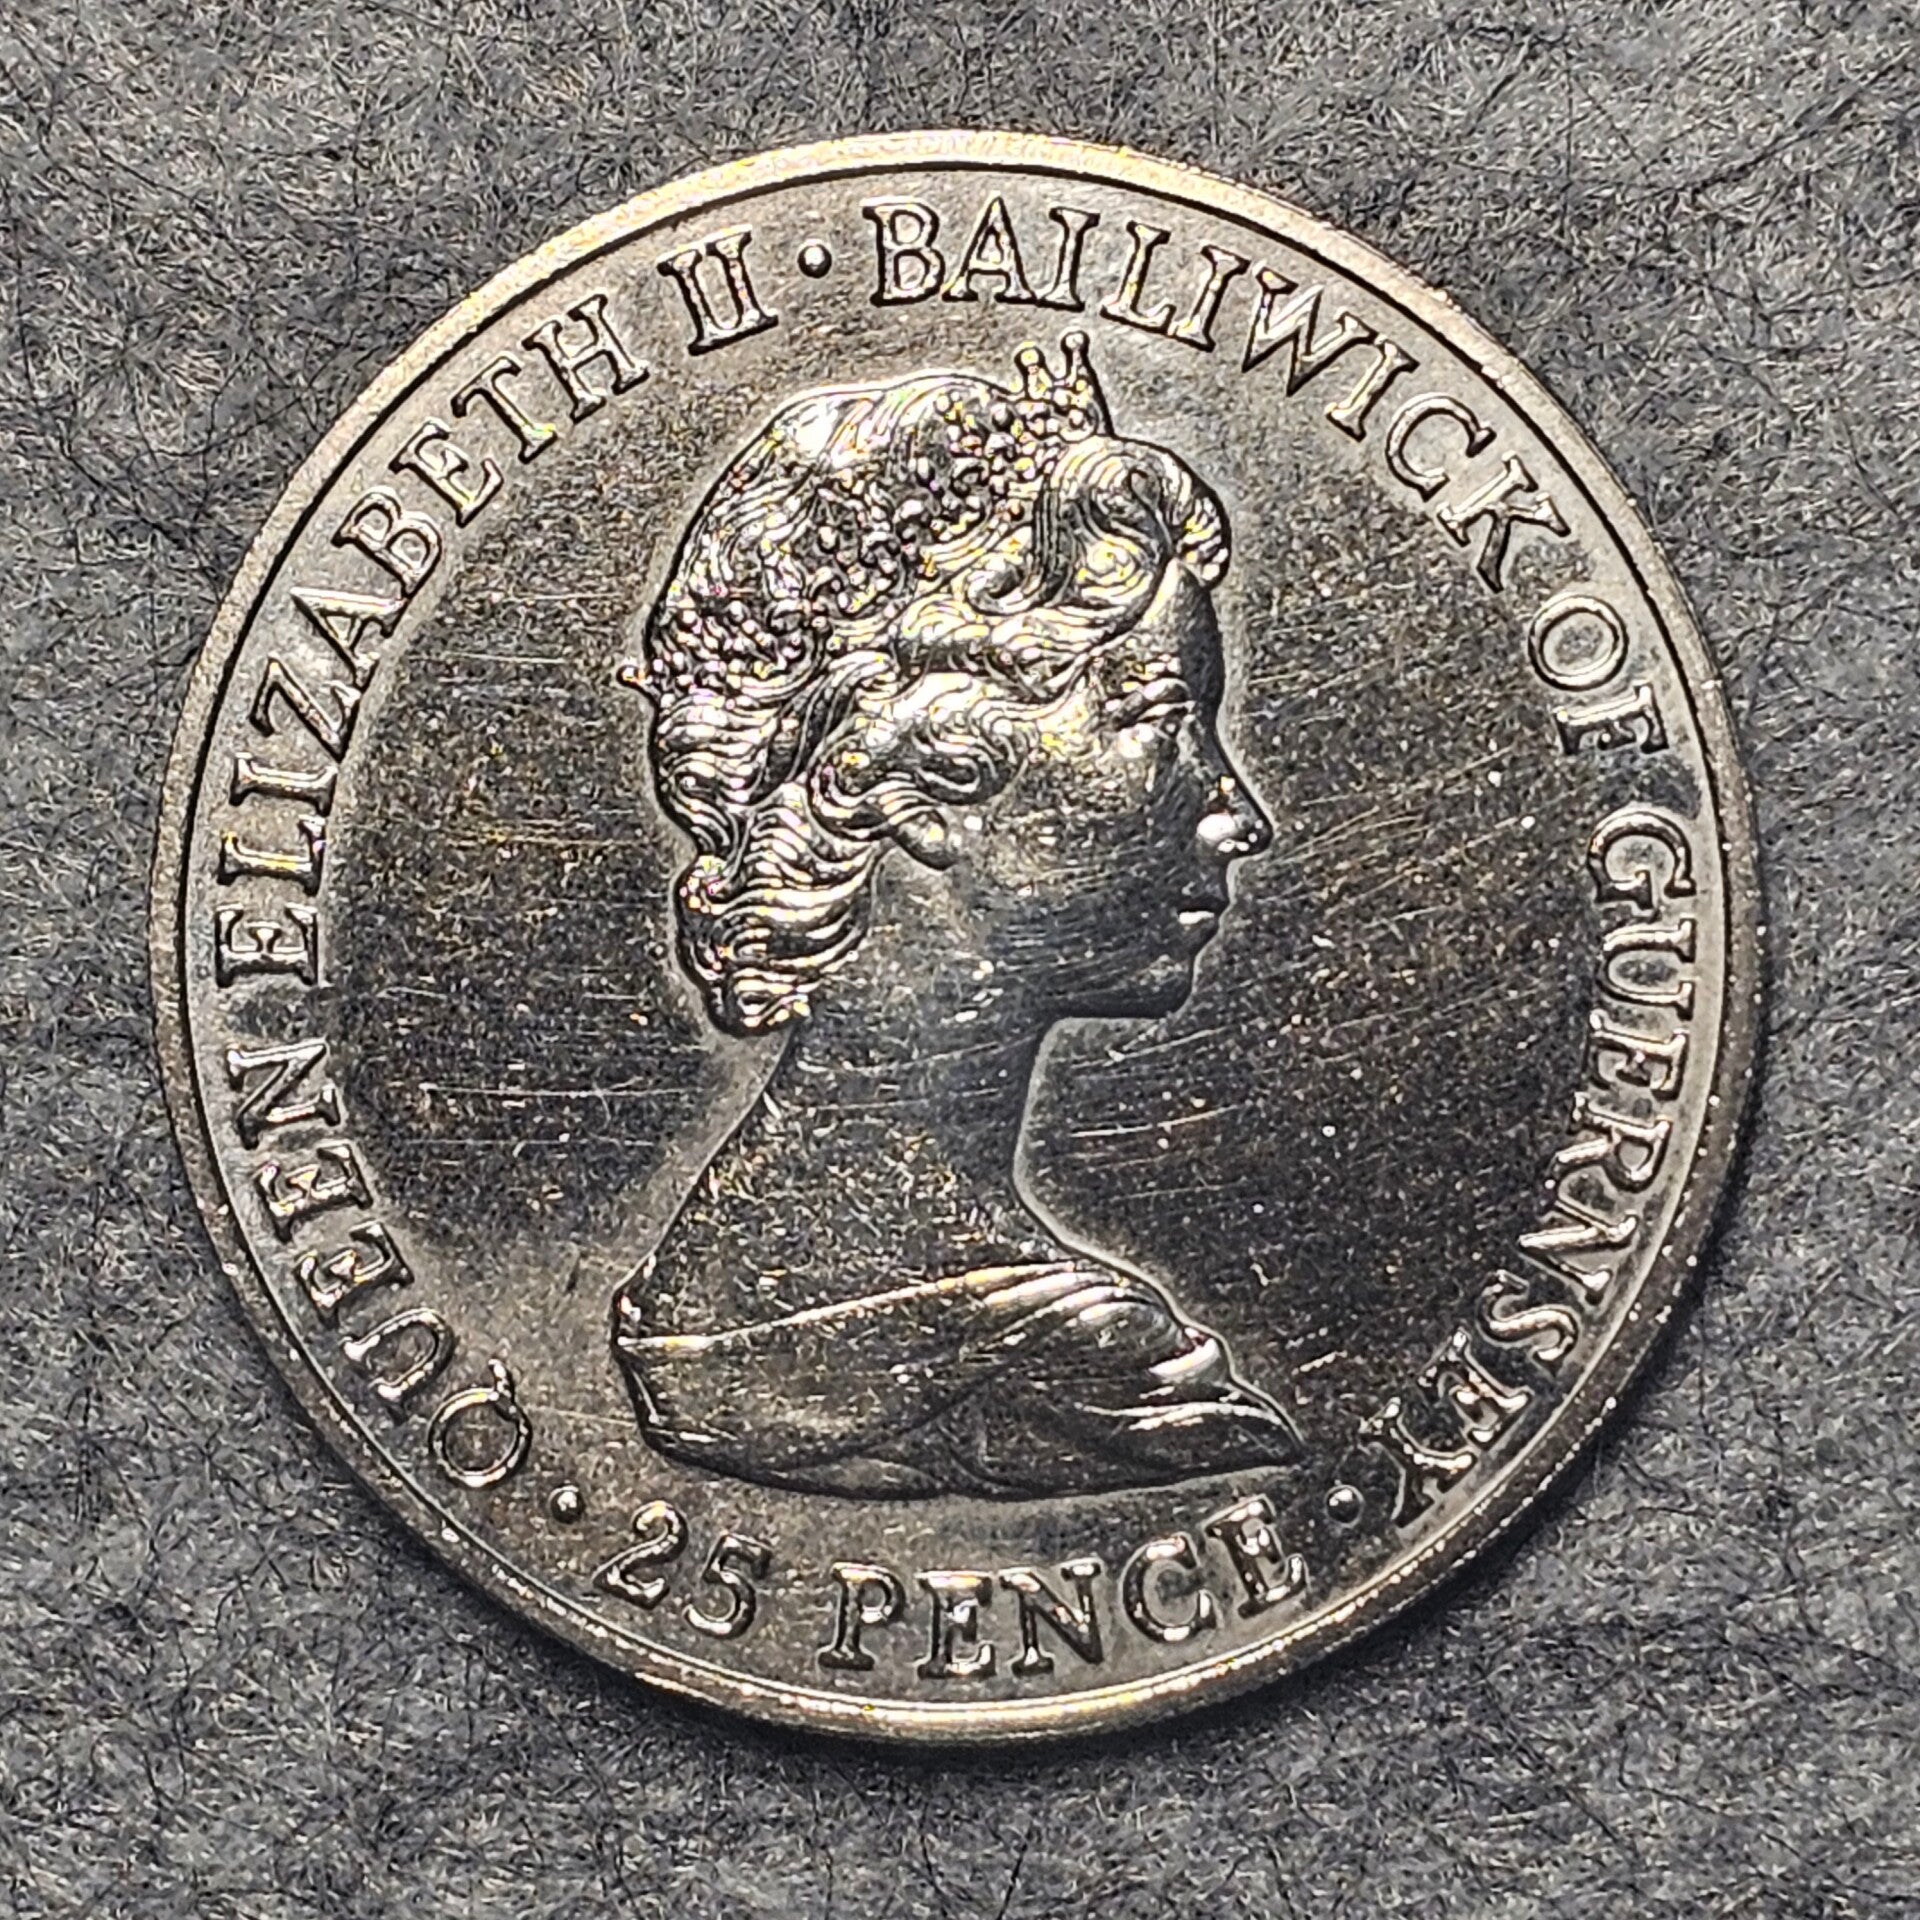 QUEEN ELIZABETH II · BAILIWICK OF GUERNSEY ·
25 PENCE ·